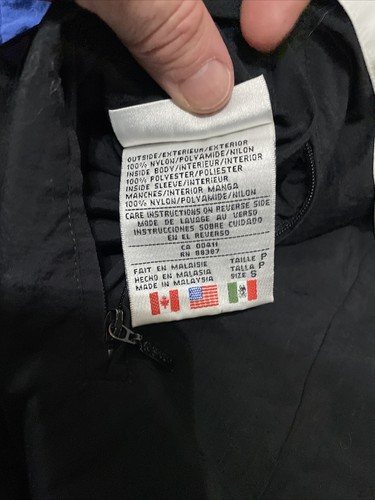 OUTSIDE/EXTERIEUR/EXTERIOR
100% NYLON/POLYAMIDE/NILON
INSIDE BODY/INTERIEUR/INTERIOR
100% POLYESTER/POLIESTER
INSIDE SLEEVE/INTERIEUR
MANCHES/INTERIOR MANGA
100% NYLON/POLYAMIDE/NILON
CARE INSTRUCTIONS ON REVERSE SIDE
MODE DE LAVAGE AU VERSO
INSTRUCCIONES SOBRE CUIDADO
EN EL REVERSO
CA 00411
RN 89387
FAIT EN MALAISIE TAILLE P
HECHO EN MALASIA TALLA P
MADE IN MALAYSIA SIZE S